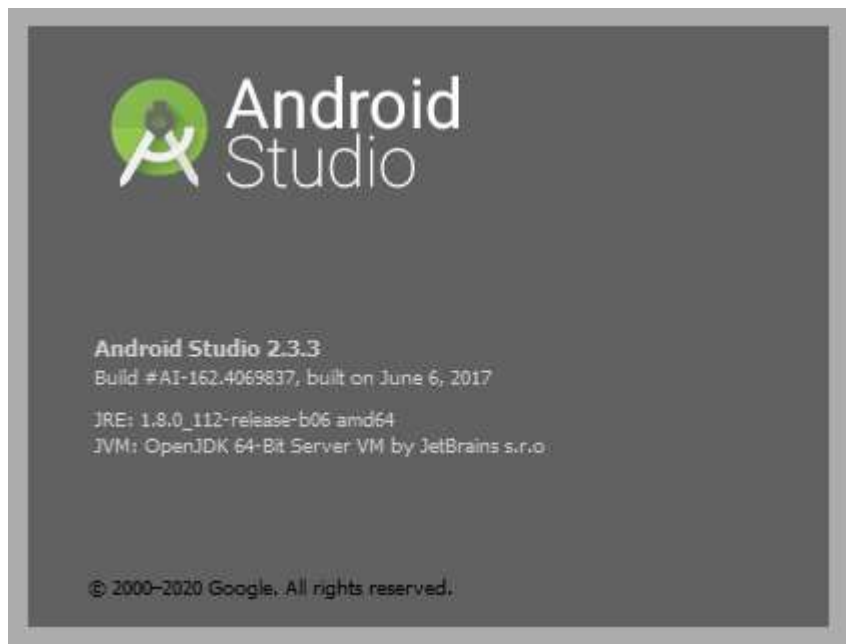 Android
Studio
Android Studio 2.3.3
Build #AI-162.4069837, built on June 6, 2017
JRE: 1.8.0_112-release-b06 amd64
JVM: OpenJDK 64-Bit Server VM by JetBrains s.r.o
© 2000–2020 Google. All rights reserved.